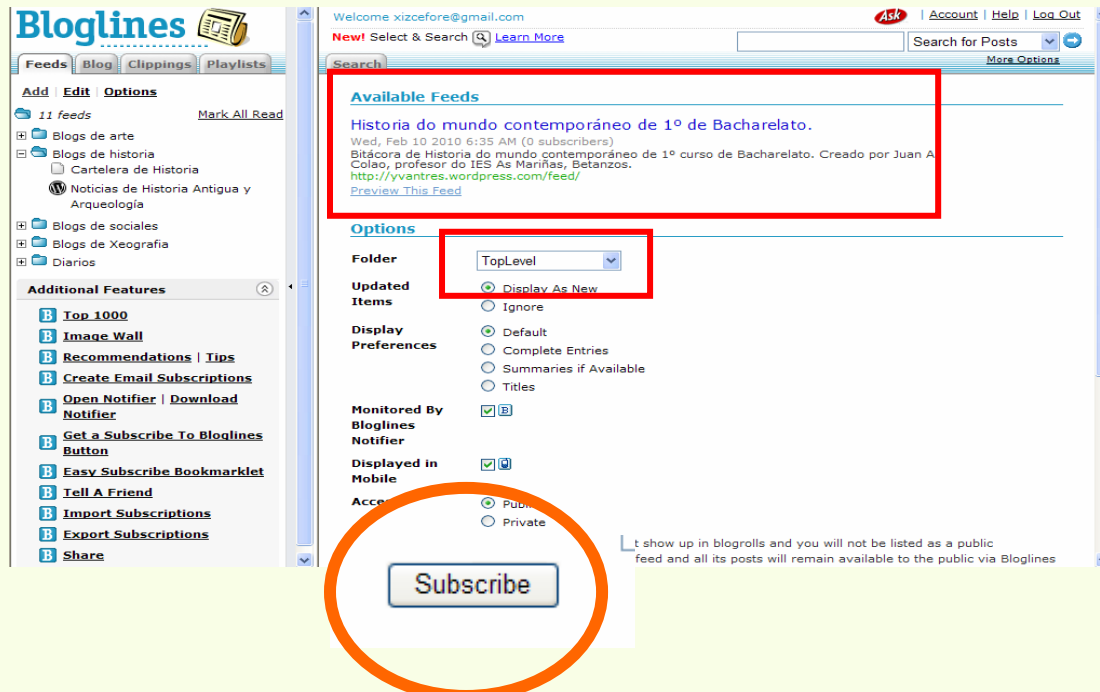 Bloglines
Feeds Blog Clippings Playlists
Add | Edit | Options
11 feeds Mark All Read
Blogs de arte
Blogs de historia
Cartelera de Historia
Noticias de Historia Antigua y
Arqueología
Blogs de sociales
Blogs de Xeografia
Diarios
Additional Features
Top 1000
Image Wall
Recommendations | Tips
Create Email Subscriptions
Open Notifier | Download
Notifier
Get a Subscribe To Bloglines
Button
Easy Subscribe Bookmarklet
Tell A Friend
Import Subscriptions
Export Subscriptions
Share
Welcome xizcefore@gmail.com
Ask | Account | Help | Log Out
New! Select & Search Learn More
Search for Posts
More Options
Search
Available Feeds
Historia do mundo contemporáneo de 1º de Bacharelato.
Wed, Feb 10 2010 6:35 AM (0 subscribers)
Bitácora de Historia do mundo contemporáneo de 1º curso de Bacharelato. Creado por Juan A
Colao, profesor do IES As Mariñas, Betanzos.
http://yvantres.wordpress.com/feed/
Preview This Feed
Options
Folder TopLevel
Updated
Items
Display As New
Ignore
Display
Preferences
Default
Complete Entries
Summaries if Available
Titles
Monitored By
Bloglines
Notifier
Displayed in
Mobile
Private
t show up in blogrolls and you will not be listed as a public
feed and all its posts will remain available to the public via Bloglines
Subscribe